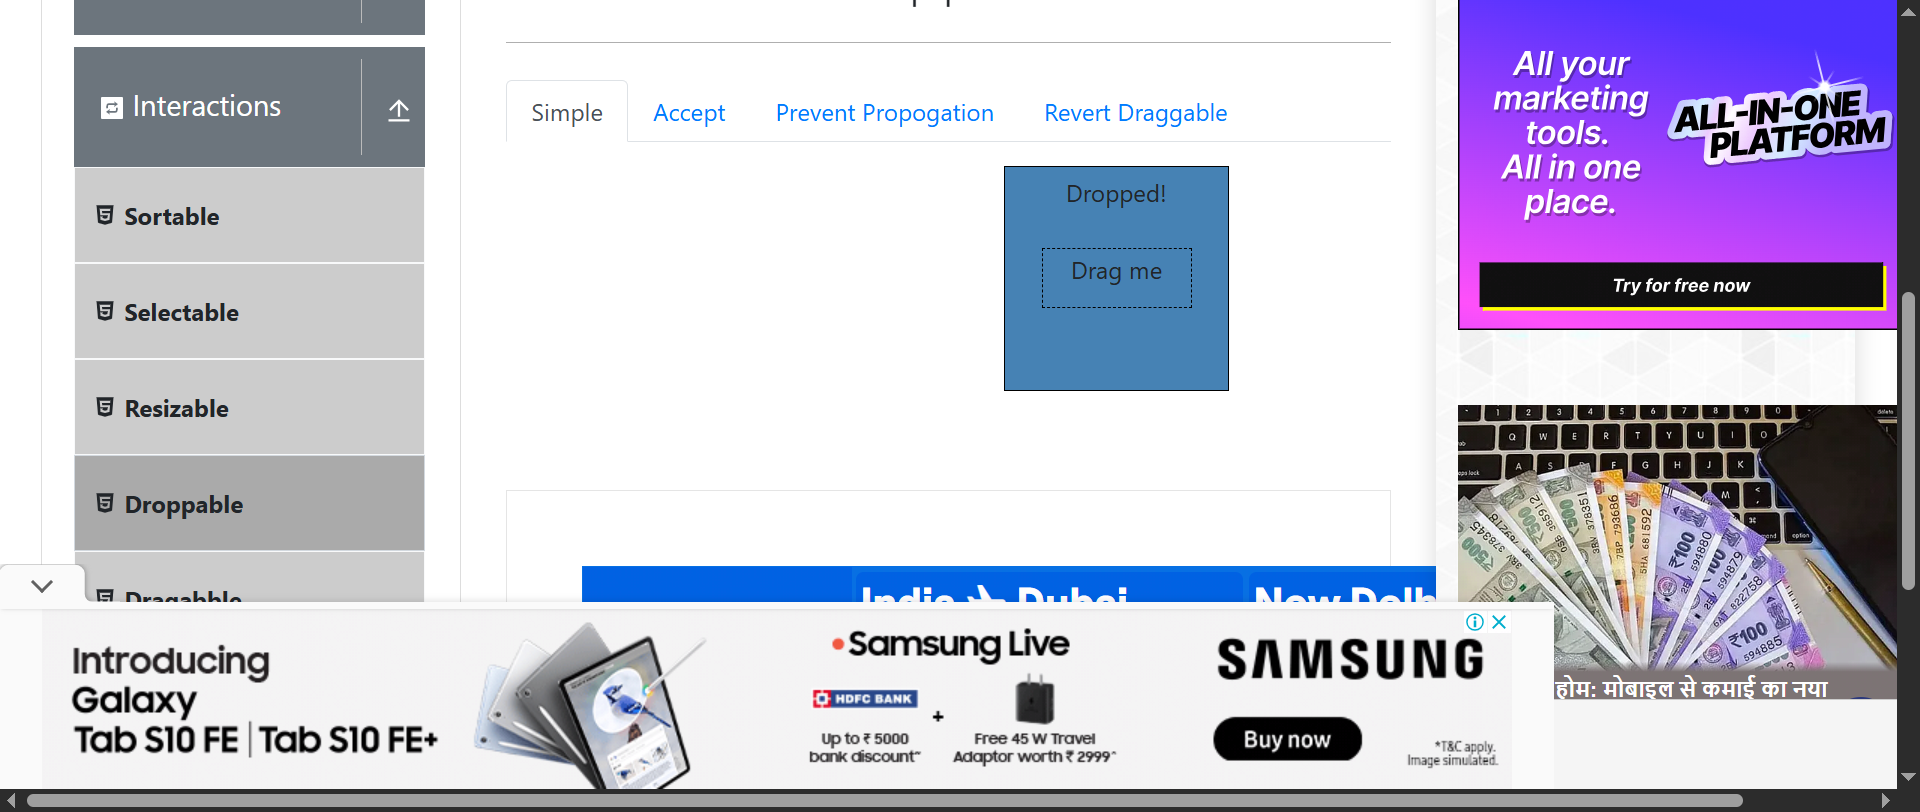 Interactions
Sortable
Selectable
Resizable
Droppable
Dragabble
Simple
Accept
Prevent Propogation
Revert Draggable
Dropped!
Drag me
India ✈ Dubai
New Delh
All your
marketing
tools.
All in one
place.
ALL-IN-ONE
PLATFORM
Try for free now
होम: मोबाइल से कमाई का नया
Introducing
Galaxy
Tab S10 FE | Tab S10 FE+
Samsung Live
HDFC BANK
+
Up to ₹ 5000
bank discount*
Free 45 W Travel
Adaptor worth ₹ 2999^
SAMSUNG
Buy now
*T&C apply.
Image simulated.